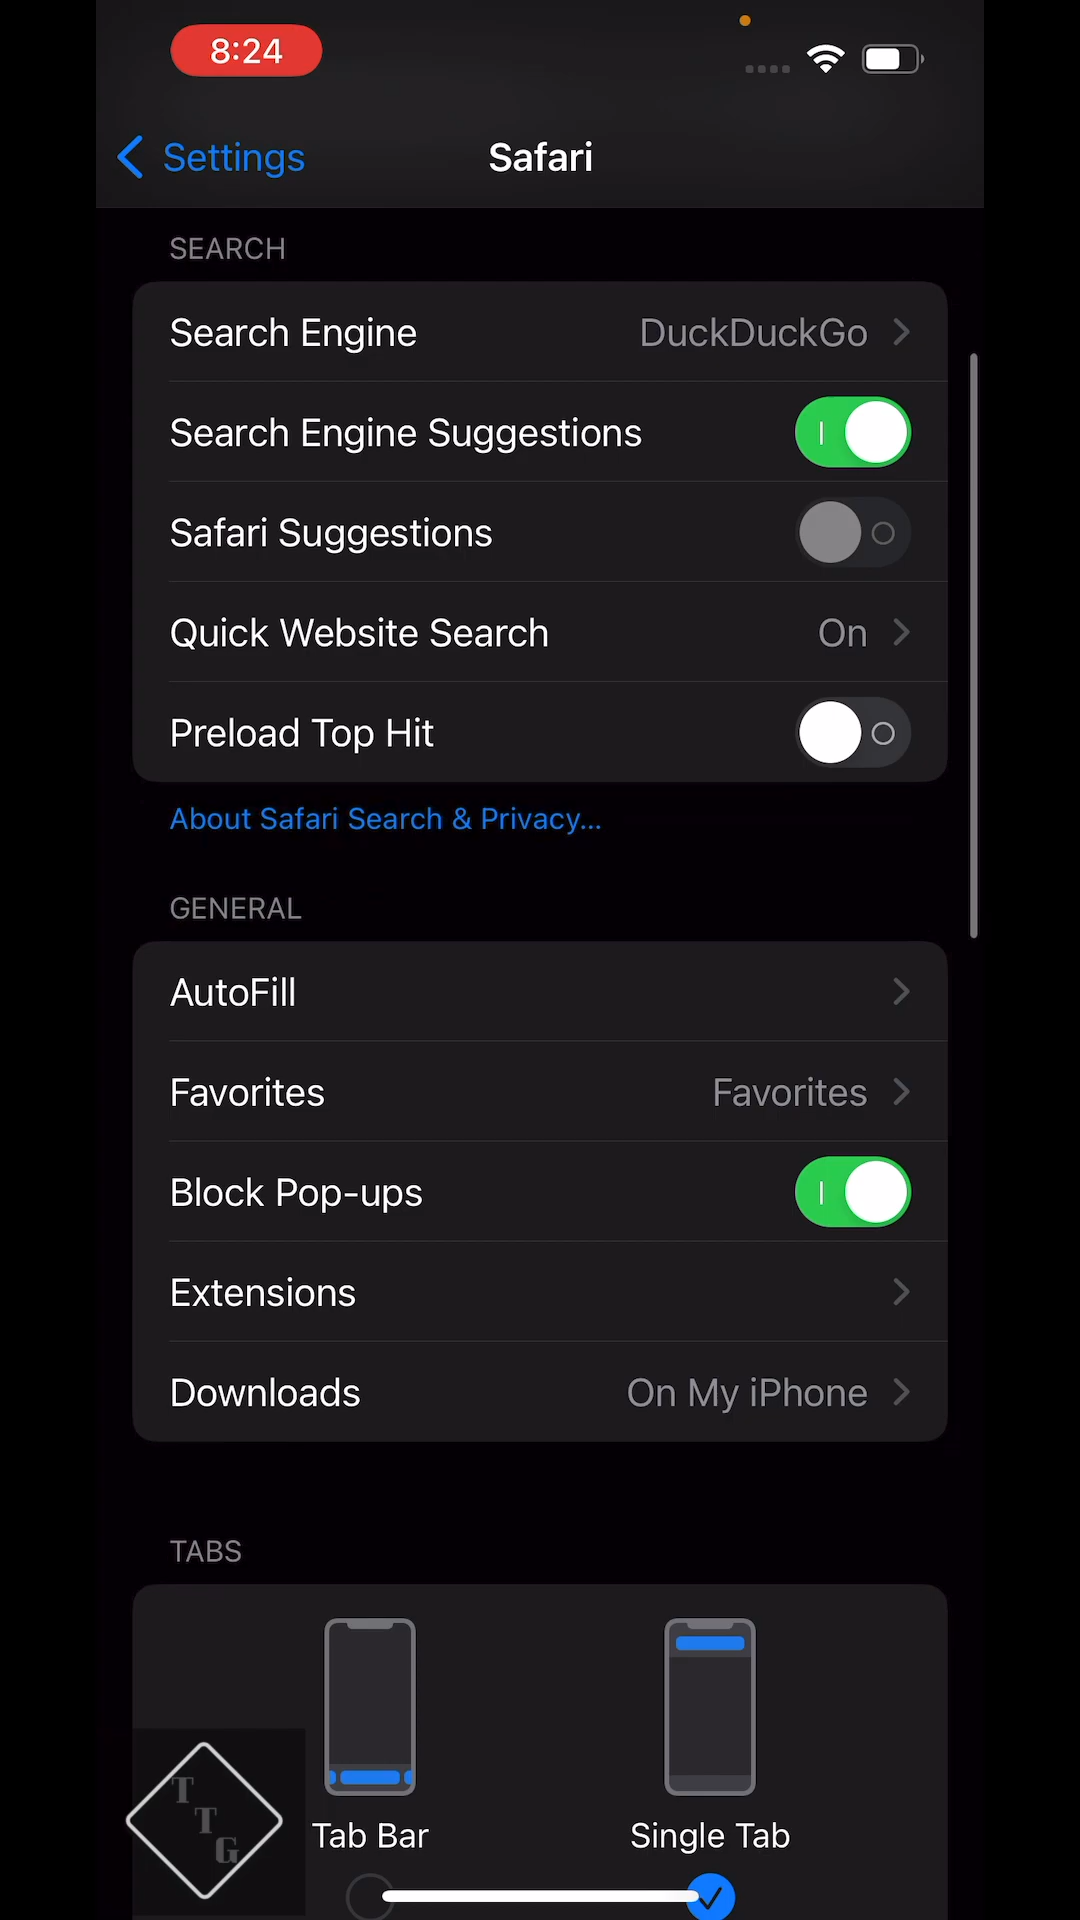 8:24
Settings
Safari
SEARCH
Search Engine DuckDuckGo
Search Engine Suggestions
Safari Suggestions
Quick Website Search On
Preload Top Hit
About Safari Search & Privacy...
GENERAL
AutoFill
Favorites Favorites
Block Pop-ups
Extensions
Downloads On My iPhone
TABS
T
T
G
Tab Bar Single Tab